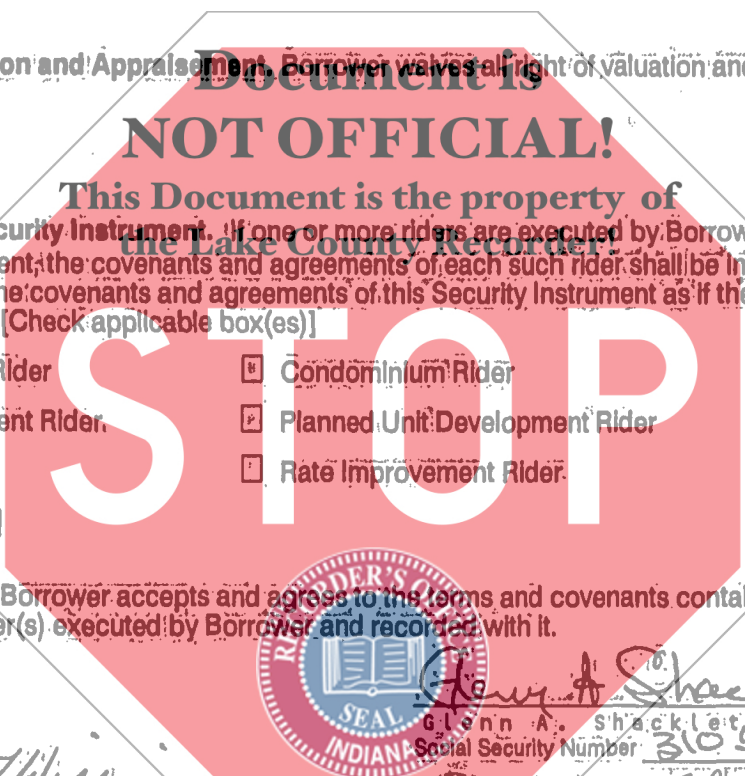 on and Appraisement. Borrower waives all right of valuation and
Document is
NOT OFFICIAL!
This Document is the property of
the Lake County Recorder!
curity Instrument. If one or more riders are executed by Borrow
ent, the covenants and agreements of each such rider shall be in
e covenants and agreements of this Security Instrument as if the
[Check applicable box(es)]
Rider
Condominium Rider
ent Rider.
Planned Unit Development Rider
Rate Improvement Rider.
STOP
]
Borrower accepts and agrees to the terms and covenants contai
er(s) executed by Borrower and recorded with it.
RECORDER'S OFFICE
SEAL
INDIANA
Glenn A. Shacklet
Social Security Number 310